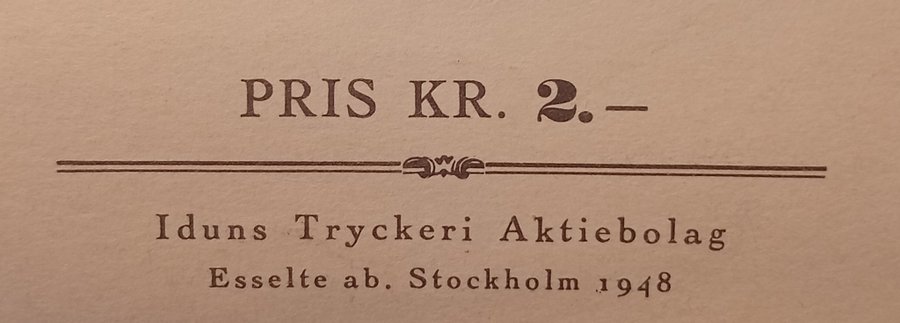 PRIS KR. 2.—
Iduns Tryckeri Aktiebolag
Esselte ab. Stockholm 1948